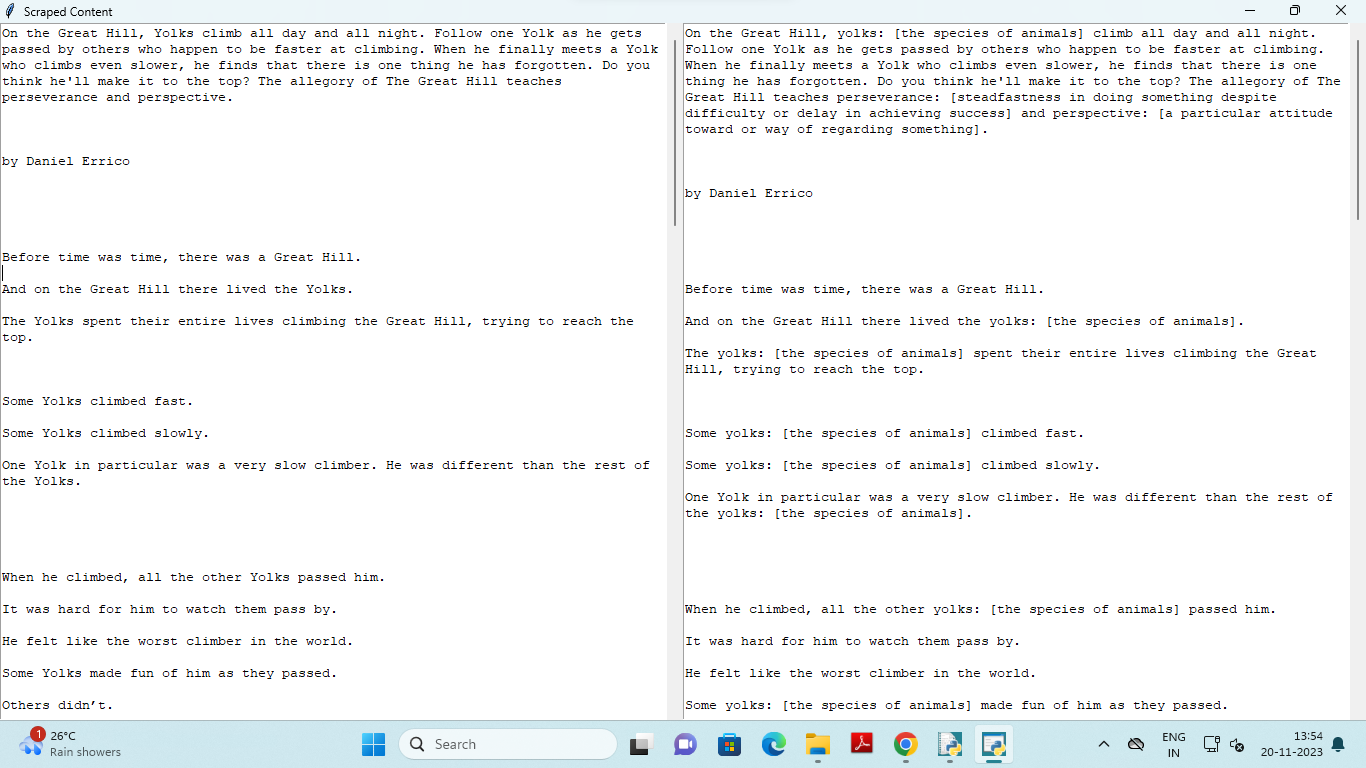 Scraped Content
On the Great Hill, Yolks climb all day and all night. Follow one Yolk as he gets
passed by others who happen to be faster at climbing. When he finally meets a Yolk
who climbs even slower, he finds that there is one thing he has forgotten. Do you
think he'll make it to the top? The allegory of The Great Hill teaches
perseverance and perspective.
by Daniel Errico
Before time was time, there was a Great Hill.
And on the Great Hill there lived the Yolks.
The Yolks spent their entire lives climbing the Great Hill, trying to reach the
top.
Some Yolks climbed fast.
Some Yolks climbed slowly.
One Yolk in particular was a very slow climber. He was different than the rest of
the Yolks.
When he climbed, all the other Yolks passed him.
It was hard for him to watch them pass by.
He felt like the worst climber in the world.
Some Yolks made fun of him as they passed.
Others didn’t.
On the Great Hill, yolks: [the species of animals] climb all day and all night.
Follow one Yolk as he gets passed by others who happen to be faster at climbing.
When he finally meets a Yolk who climbs even slower, he finds that there is one
thing he has forgotten. Do you think he'll make it to the top? The allegory of The
Great Hill teaches perseverance: [steadfastness in doing something despite
difficulty or delay in achieving success] and perspective: [a particular attitude
toward or way of regarding something].
by Daniel Errico
Before time was time, there was a Great Hill.
And on the Great Hill there lived the yolks: [the species of animals].
The yolks: [the species of animals] spent their entire lives climbing the Great
Hill, trying to reach the top.
Some yolks: [the species of animals] climbed fast.
Some yolks: [the species of animals] climbed slowly.
One Yolk in particular was a very slow climber. He was different than the rest of
the yolks: [the species of animals].
When he climbed, all the other yolks: [the species of animals] passed him.
It was hard for him to watch them pass by.
He felt like the worst climber in the world.
Some yolks: [the species of animals] made fun of him as they passed.
1
26°C
Rain showers
Search
ENG
IN
13:54
20-11-2023